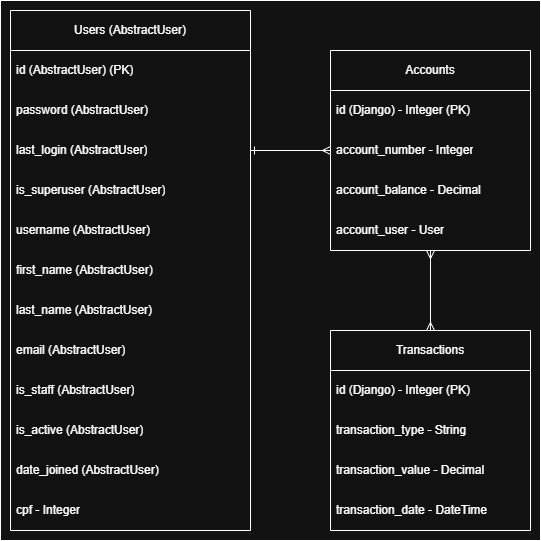 Users (AbstractUser)
id (AbstractUser) (PK)
password (AbstractUser)
last_login (AbstractUser)
is_superuser (AbstractUser)
username (AbstractUser)
first_name (AbstractUser)
last_name (AbstractUser)
email (AbstractUser)
is_staff (AbstractUser)
is_active (AbstractUser)
date_joined (AbstractUser)
cpf - Integer
Accounts
id (Django) - Integer (PK)
account_number - Integer
account_balance - Decimal
account_user - User
Transactions
id (Django) - Integer (PK)
transaction_type - String
transaction_value - Decimal
transaction_date - DateTime